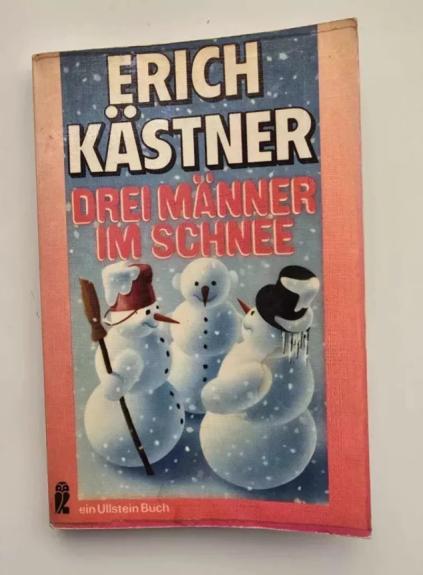 ERICH
KÄSTNER
DREI MÄNNER
IM SCHNEE
ein Ullstein Buch